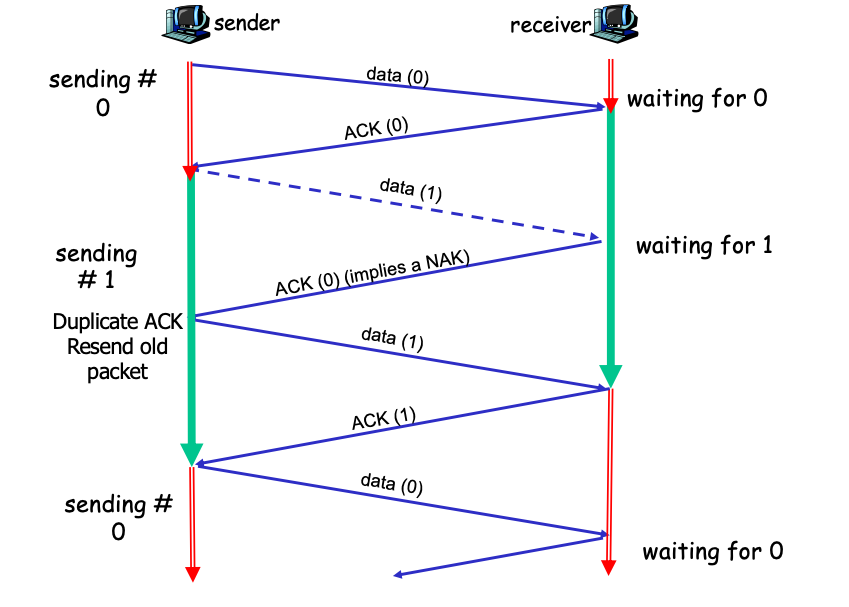 sender
receiver
sending #
0
data (0)
waiting for 0
ACK (0)
data (1)
sending
# 1
waiting for 1
ACK (0) (implies a NAK)
Duplicate ACK
Resend old
packet
data (1)
ACK (1)
data (0)
sending #
0
waiting for 0